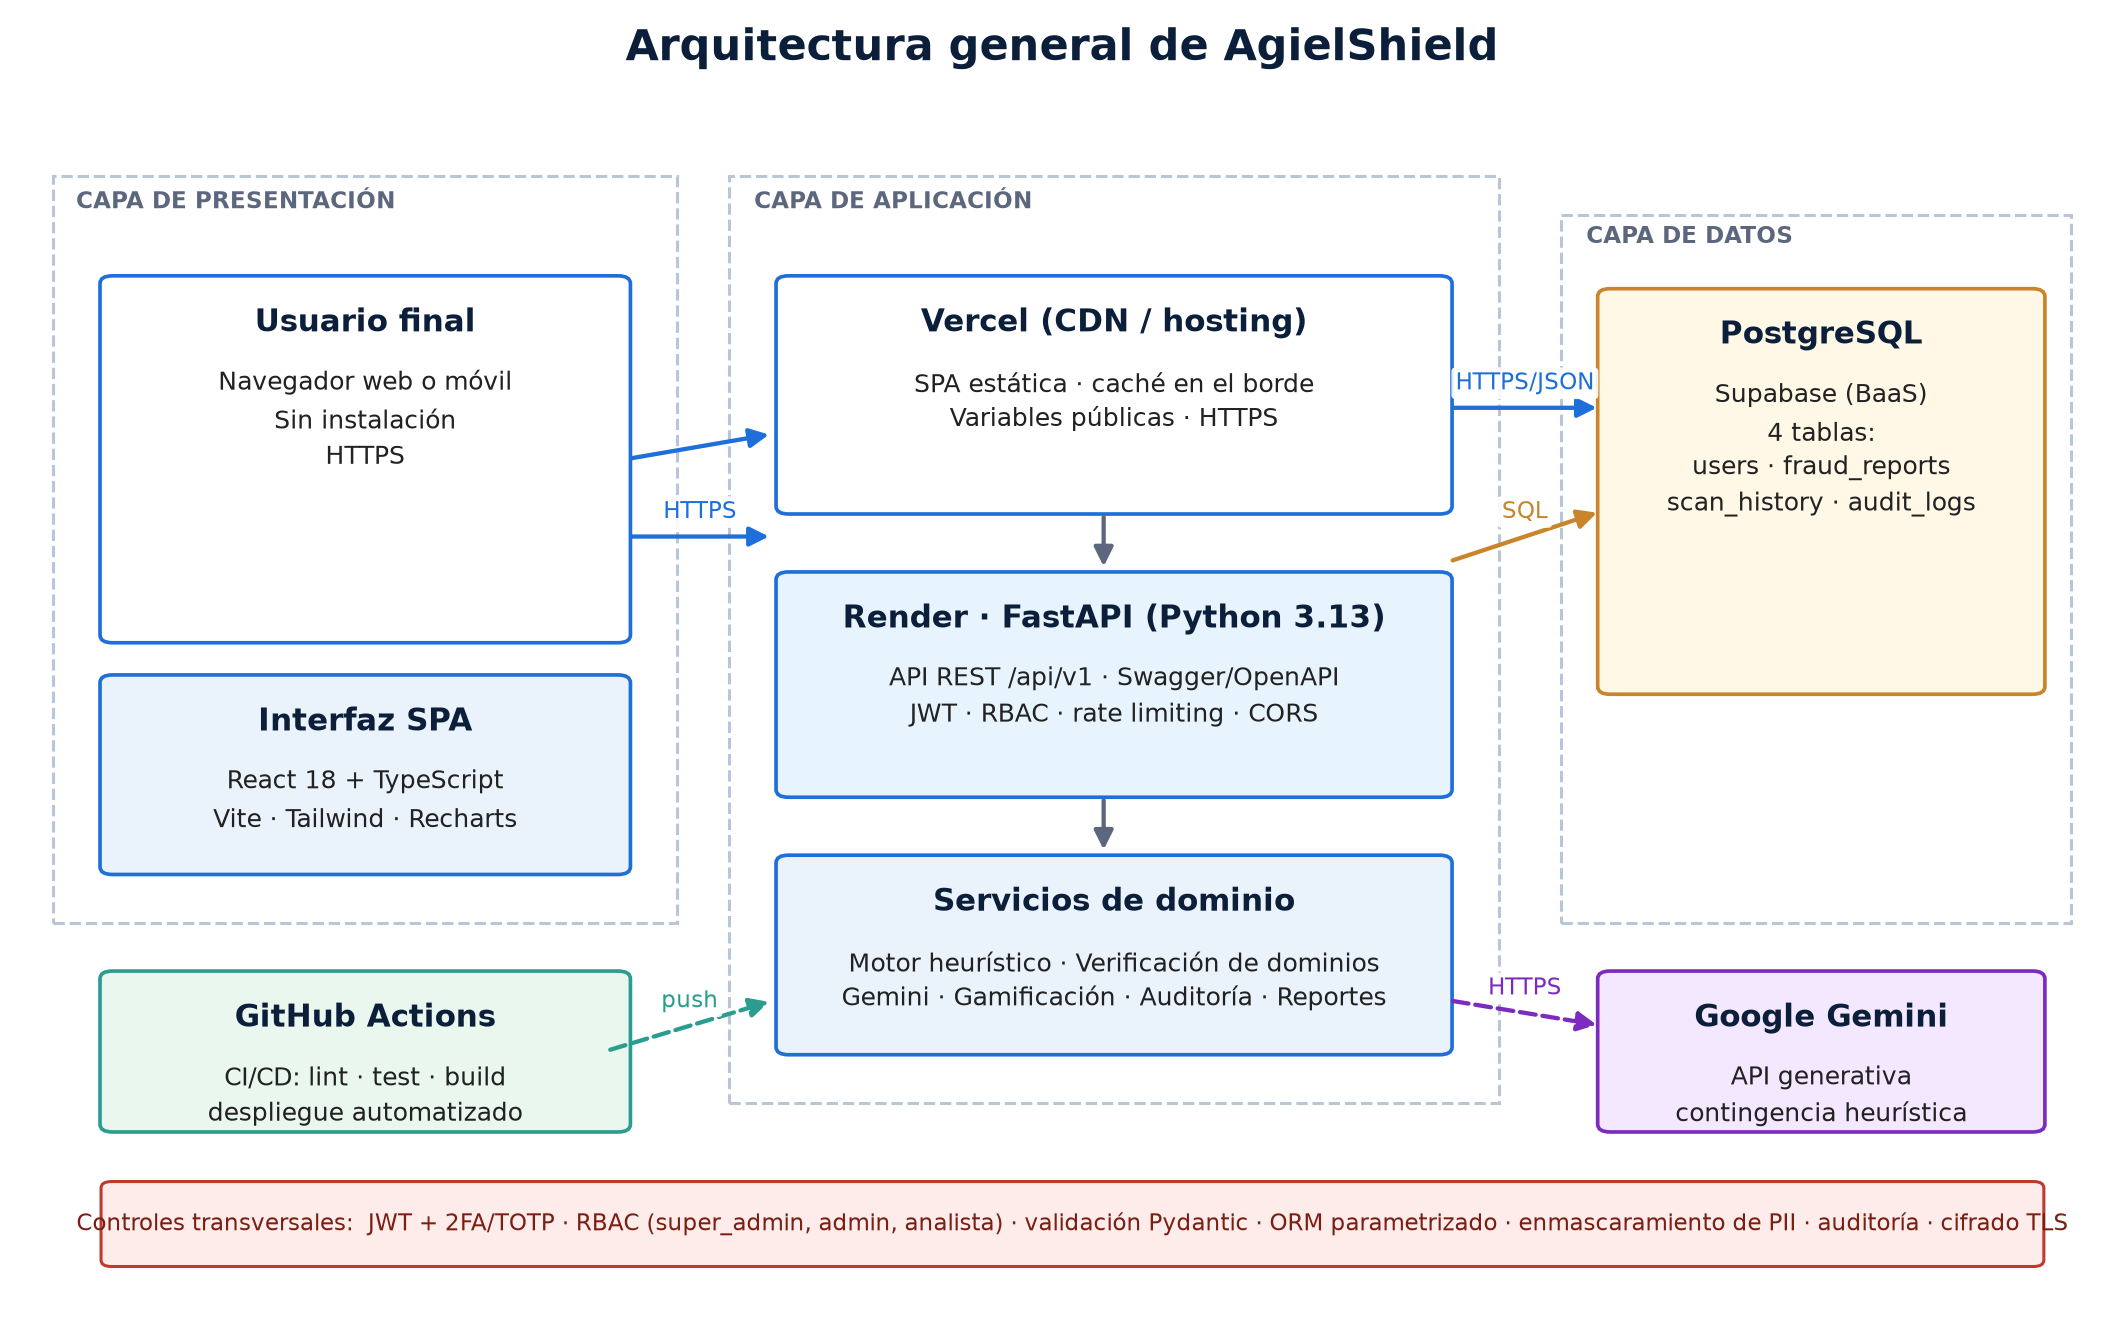 Arquitectura general de AgielShield
CAPA DE PRESENTACIÓN
Usuario final
Navegador web o móvil
Sin instalación
HTTPS
Interfaz SPA
React 18 + TypeScript
Vite · Tailwind · Recharts
GitHub Actions
CI/CD: lint · test · build
despliegue automatizado
HTTPS
push
CAPA DE APLICACIÓN
Vercel (CDN / hosting)
SPA estática · caché en el borde
Variables públicas · HTTPS
Render · FastAPI (Python 3.13)
API REST /api/v1 · Swagger/OpenAPI
JWT · RBAC · rate limiting · CORS
Servicios de dominio
Motor heurístico · Verificación de dominios
Gemini · Gamificación · Auditoría · Reportes
HTTPS/JSON
SQL
HTTPS
CAPA DE DATOS
PostgreSQL
Supabase (BaaS)
4 tablas:
users · fraud_reports
scan_history · audit_logs
Google Gemini
API generativa
contingencia heurística
Controles transversales:  JWT + 2FA/TOTP · RBAC (super_admin, admin, analista) · validación Pydantic · ORM parametrizado · enmascaramiento de PII · auditoría · cifrado TLS